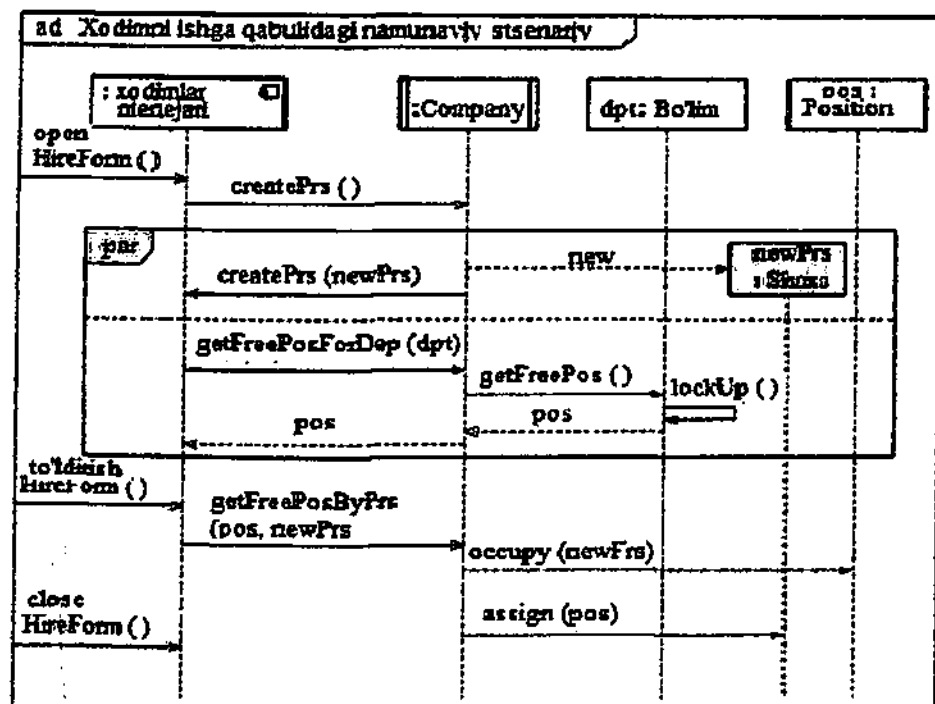 ad Xodimni ishga qabulidagi namunaviy stsenariy
: xodimlar
menejari
:Company
dpt: Bo'lim
pos :
Position
open
HireForm ( )
createPrs ( )
par
new
newPrs
: Shaxs
createPrs (newPrs)
getFreePosForDep (dpt)
getFreePos ( )
lockUp ( )
pos
pos
to'ldirish
HireForm ( )
getFreePosByPrs
(pos, newPrs
occupy (newPrs)
close
HireForm ( )
assign (pos)